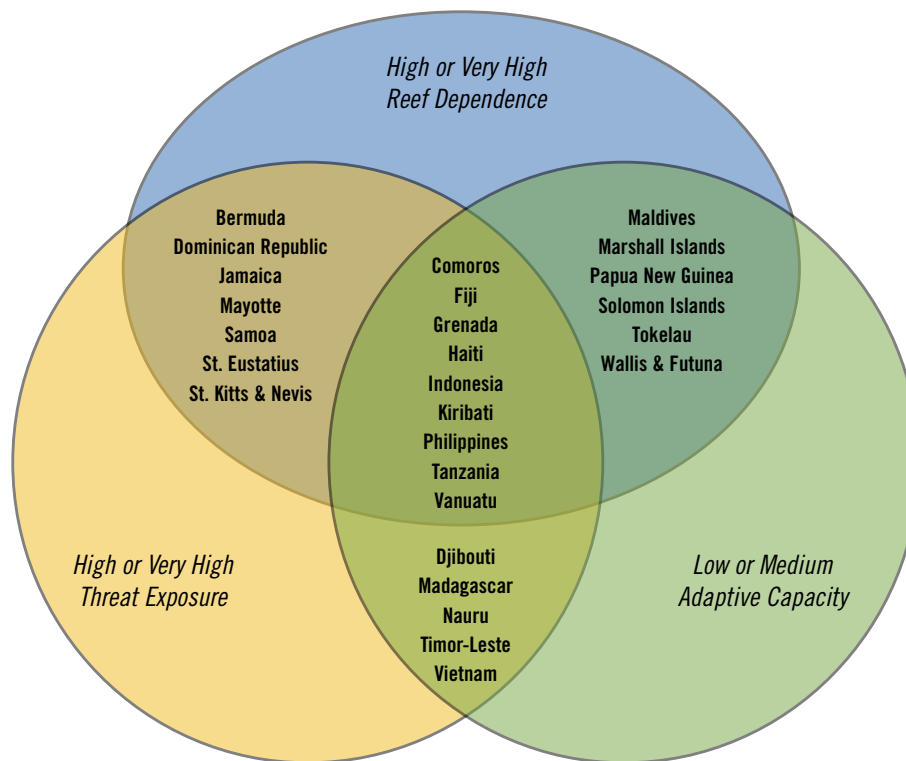 High or Very High
Reef Dependence
Bermuda
Dominican Republic
Jamaica
Mayotte
Samoa
St. Eustatius
St. Kitts & Nevis
Comoros
Fiji
Grenada
Haiti
Indonesia
Kiribati
Philippines
Tanzania
Vanuatu
Maldives
Marshall Islands
Papua New Guinea
Solomon Islands
Tokelau
Wallis & Futuna
High or Very High
Threat Exposure
Djibouti
Madagascar
Nauru
Timor-Leste
Vietnam
Low or Medium
Adaptive Capacity